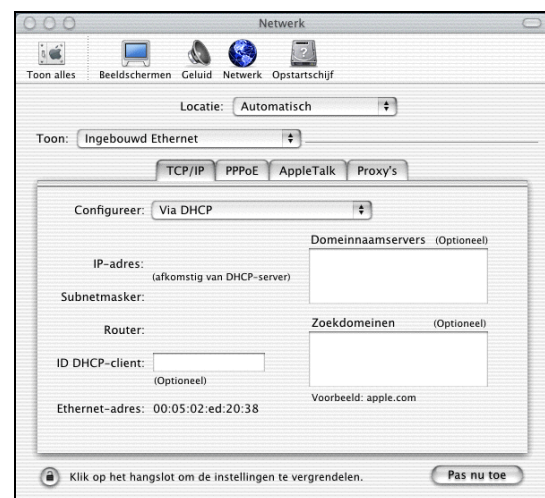 Netwerk
Toon alles Beeldschermen Geluid Netwerk Opstartschijf
Locatie: Automatisch
Toon: Ingebouwd Ethernet
TCP/IP PPPoE AppleTalk Proxy's
Configureer: Via DHCP
Domeinnaamservers (Optioneel)
IP-adres:
(afkomstig van DHCP-server)
Subnetmasker:
Router:
Zoekdomeinen (Optioneel)
ID DHCP-client:
(Optioneel)
Voorbeeld: apple.com
Ethernet-adres: 00:05:02:ed:20:38
Klik op het hangslot om de instellingen te vergrendelen.
Pas nu toe